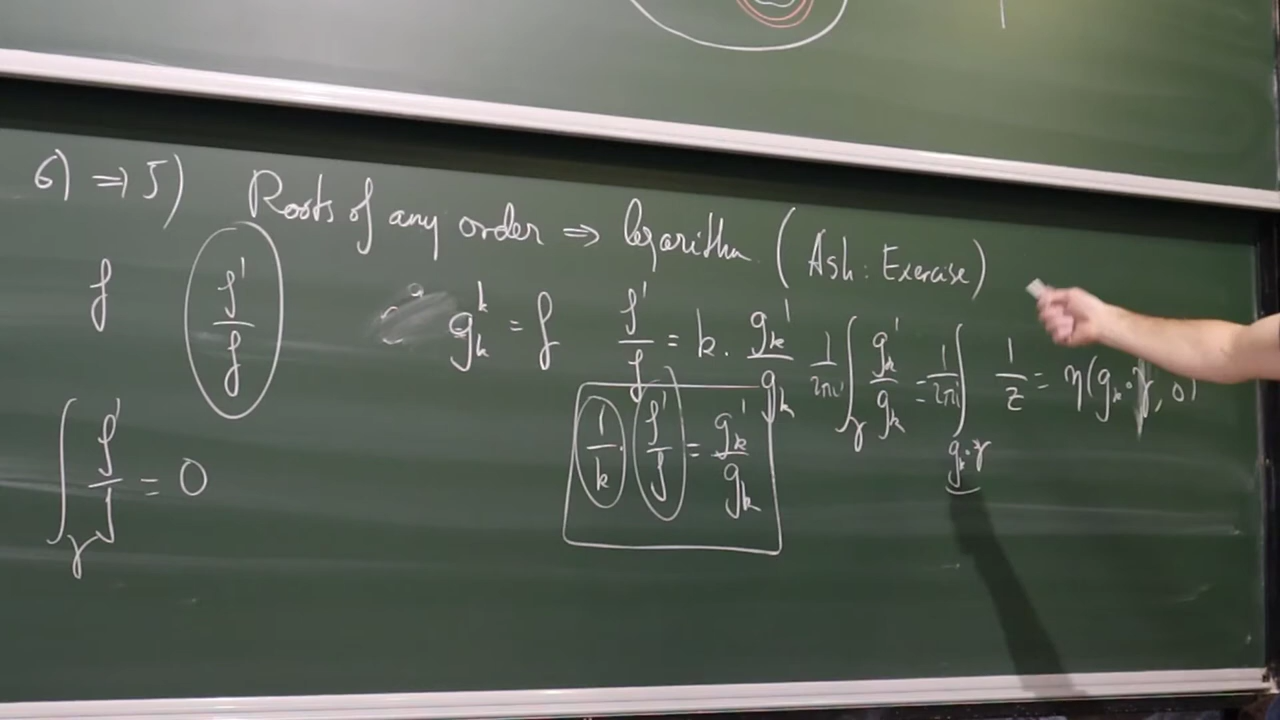 6) ⇒ 5) Roots of any order ⇒ logarithm (Ash: Exercise)
f f'/f g_k^k = f f'/f = k · g_k'/g_k 1/2πi ∫_γ g_k'/g_k = 1/2πi ∫_{g_k∘γ} 1/z = η(g_k∘γ, 0)
∫_γ f'/f = 0 1/k · f'/f = g_k'/g_k